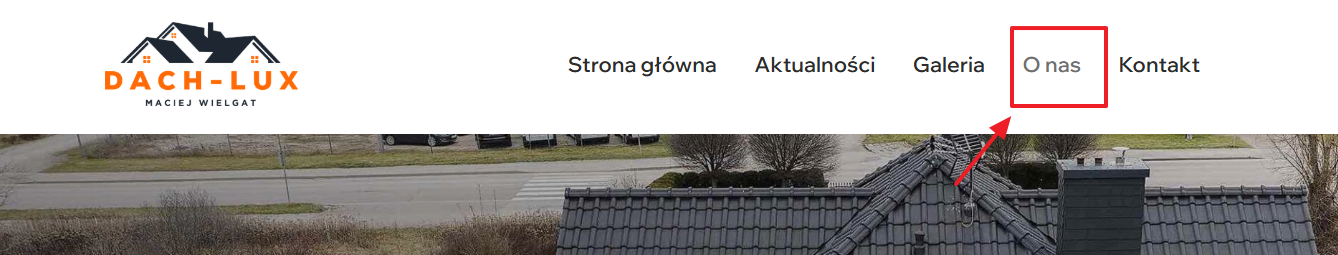 DACH-LUX
MACIEJ WIELGAT
Strona główna Aktualności Galeria O nas Kontakt